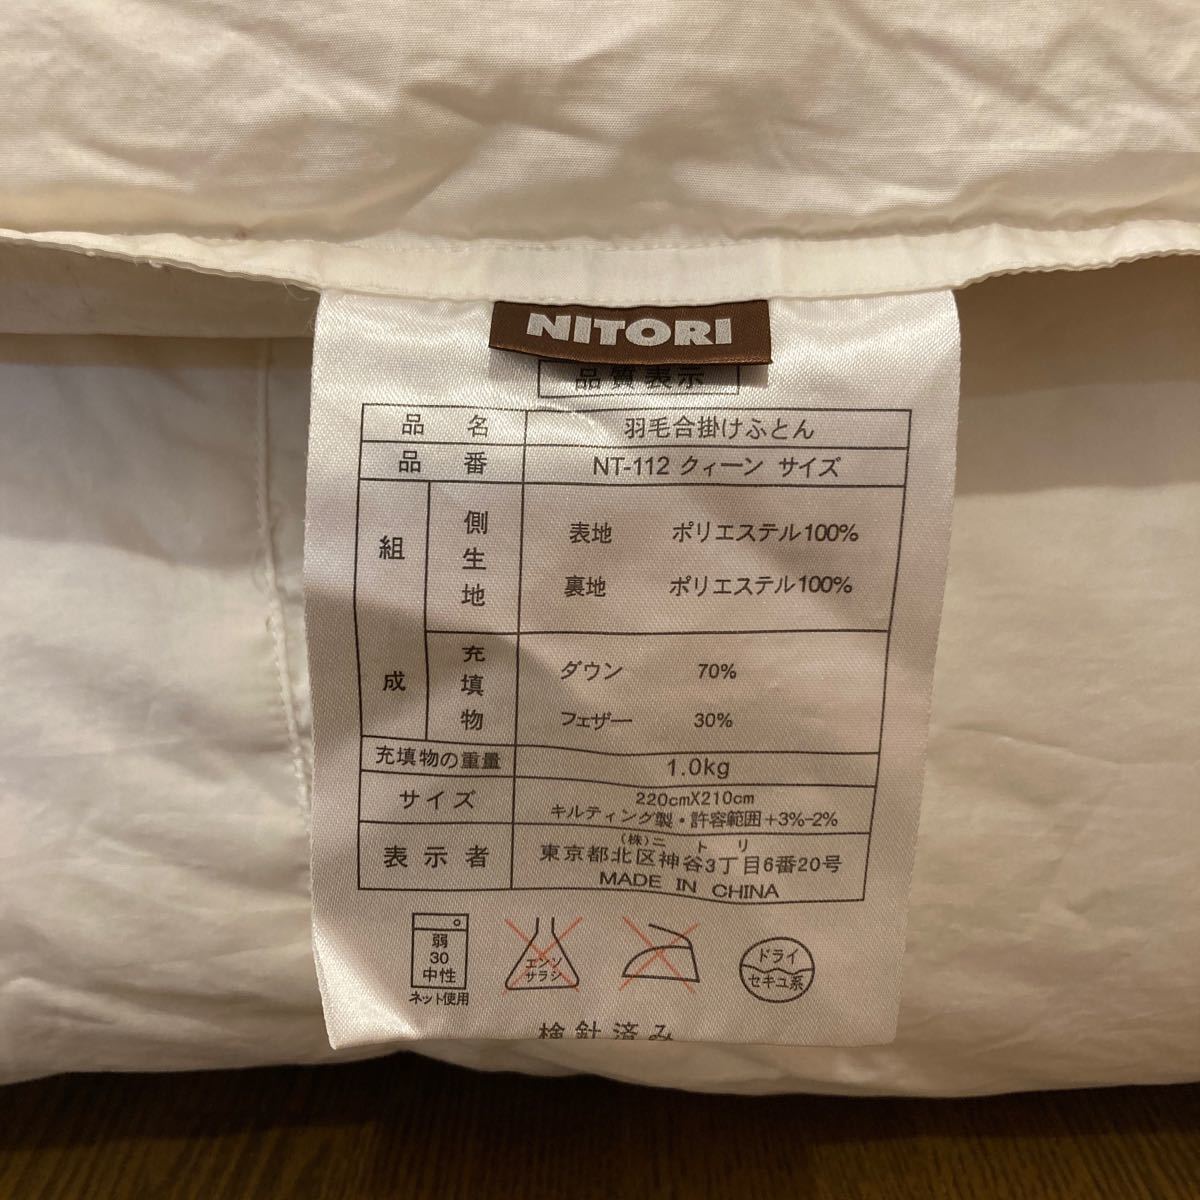 NITORI
品質表示
品名 羽毛合掛けふとん
品番 NT-112 クィーン サイズ
組成 側生地 表地 ポリエステル100%
裏地 ポリエステル100%
充填物 ダウン 70%
フェザー 30%
充填物の重量 1.0kg
サイズ 220cmX210cm
キルティング製・許容範囲+3%-2%
表示者 (株)ニトリ
東京都北区神谷3丁目6番20号
MADE IN CHINA
弱
30
中性
ネット使用
エンソ
サラシ
ドライ
セキユ系
検針済み